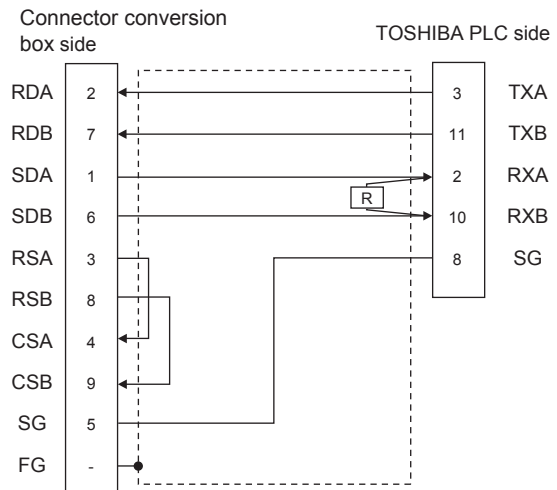 Connector conversion
box side
TOSHIBA PLC side
RDA 2 3 TXA
RDB 7 11 TXB
SDA 1 2 RXA
R
SDB 6 10 RXB
RSA 3 8 SG
RSB 8
CSA 4
CSB 9
SG 5
FG -